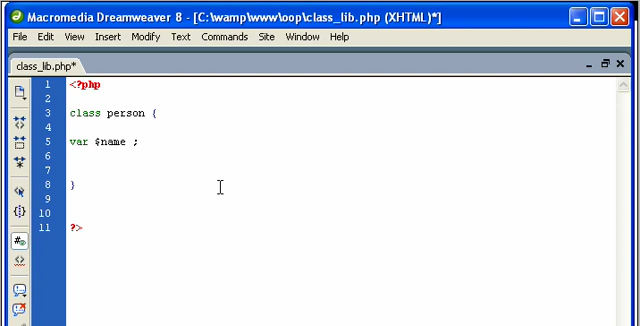 Macromedia Dreamweaver 8 - [C:\wamp\www\oop\class_lib.php (XHTML)*]
File Edit View Insert Modify Text Commands Site Window Help
class_lib.php*
1 <?php
2
3 class person {
4
5 var $name ;
6
7
8 }
9
10
11 ?>